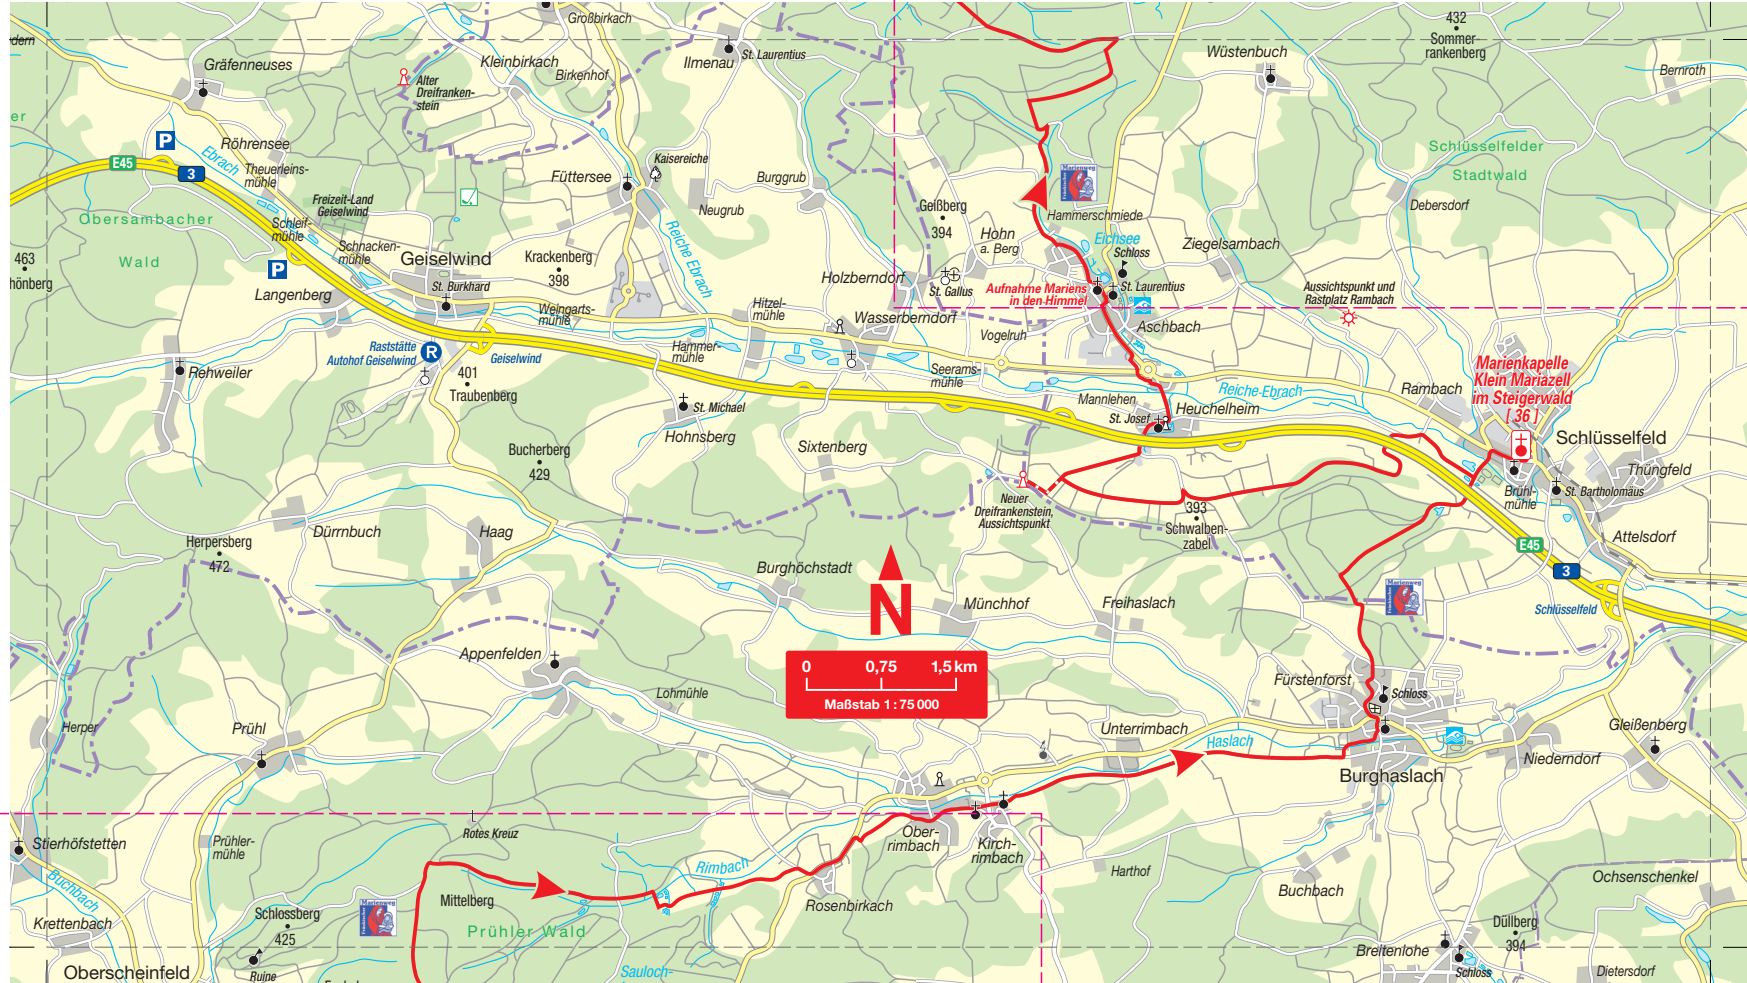 Großbirkach
432
Sommer-
rankenberg
dern
Gräfenneuses
Kleinbirkach
Birkenhof
Ilmenau
St. Laurentius
Wüstenbuch
Bernroth
Alter
Dreifranken-
stein
er
P
Röhrensee
Ebrach
E45
3
Theuerleins-
mühle
Kaisereiche
Füttersee
Burggrub
Marienweg
Schlüsselfelder
Stadtwald
Freizeit-Land
Geiselwind
Neugrub
Geißberg
394
Hammerschmiede
Debersdorf
Obersambacher
Wald
Schleif-
mühle
Schnacken-
mühle
Reiche Ebrach
Hohn
a. Berg
Eichsee
Schloss
Ziegelsambach
463
hönberg
P
Geiselwind
Krackenberg
398
Holzberndorf
St. Gallus
Aufnahme Mariens
in den Himmel
St. Laurentius
Aussichtspunkt und
Rastplatz Rambach
Langenberg
St. Burkhard
Weingarts-
mühle
Hitzel-
mühle
Wasserberndorf
Vogelruh
Aschbach
Raststätte
Autohof Geiselwind
R
Geiselwind
Hammer-
mühle
Seerams-
mühle
Marienkapelle
Klein Mariazell
im Steigerwald
[ 36 ]
Rehweiler
401
Traubenberg
St. Michael
Hohnsberg
Mannlehen
St. Josef
Heuchelheim
Reiche-Ebrach
Rambach
Schlüsselfeld
Bucherberg
429
Sixtenberg
Thüngfeld
Neuer
Dreifrankenstein,
Aussichtspunkt
393
Schwalben-
zabel
Brühl-
mühle
St. Bartholomäus
Dürrnbuch
Haag
Herpersberg
472
Attelsdorf
E45
3
Burghöchstadt
N
Münchhof
Freihaslach
Marienweg
Schlüsselfeld
Appenfelden
0
0,75
1,5 km
Maßstab 1 : 75 000
Lohmühle
Fürstenforst
Schloss
Herper
Prühl
Unterrimbach
Haslach
Gleißenberg
Niederndorf
Burghaslach
Rotes Kreuz
Ober-
rimbach
Kirch-
rimbach
Stierhöfstetten
Prühler-
mühle
Rimbach
Harthof
Buchbach
Buchbach
Ochsenschenkel
Mittelberg
Rosenbirkach
Marienweg
Krettenbach
Schlossberg
425
Prühler Wald
Düllberg
394
Breitenlohe
Oberscheinfeld
Ruine
Sauloch-
Schloss
Dietersdorf